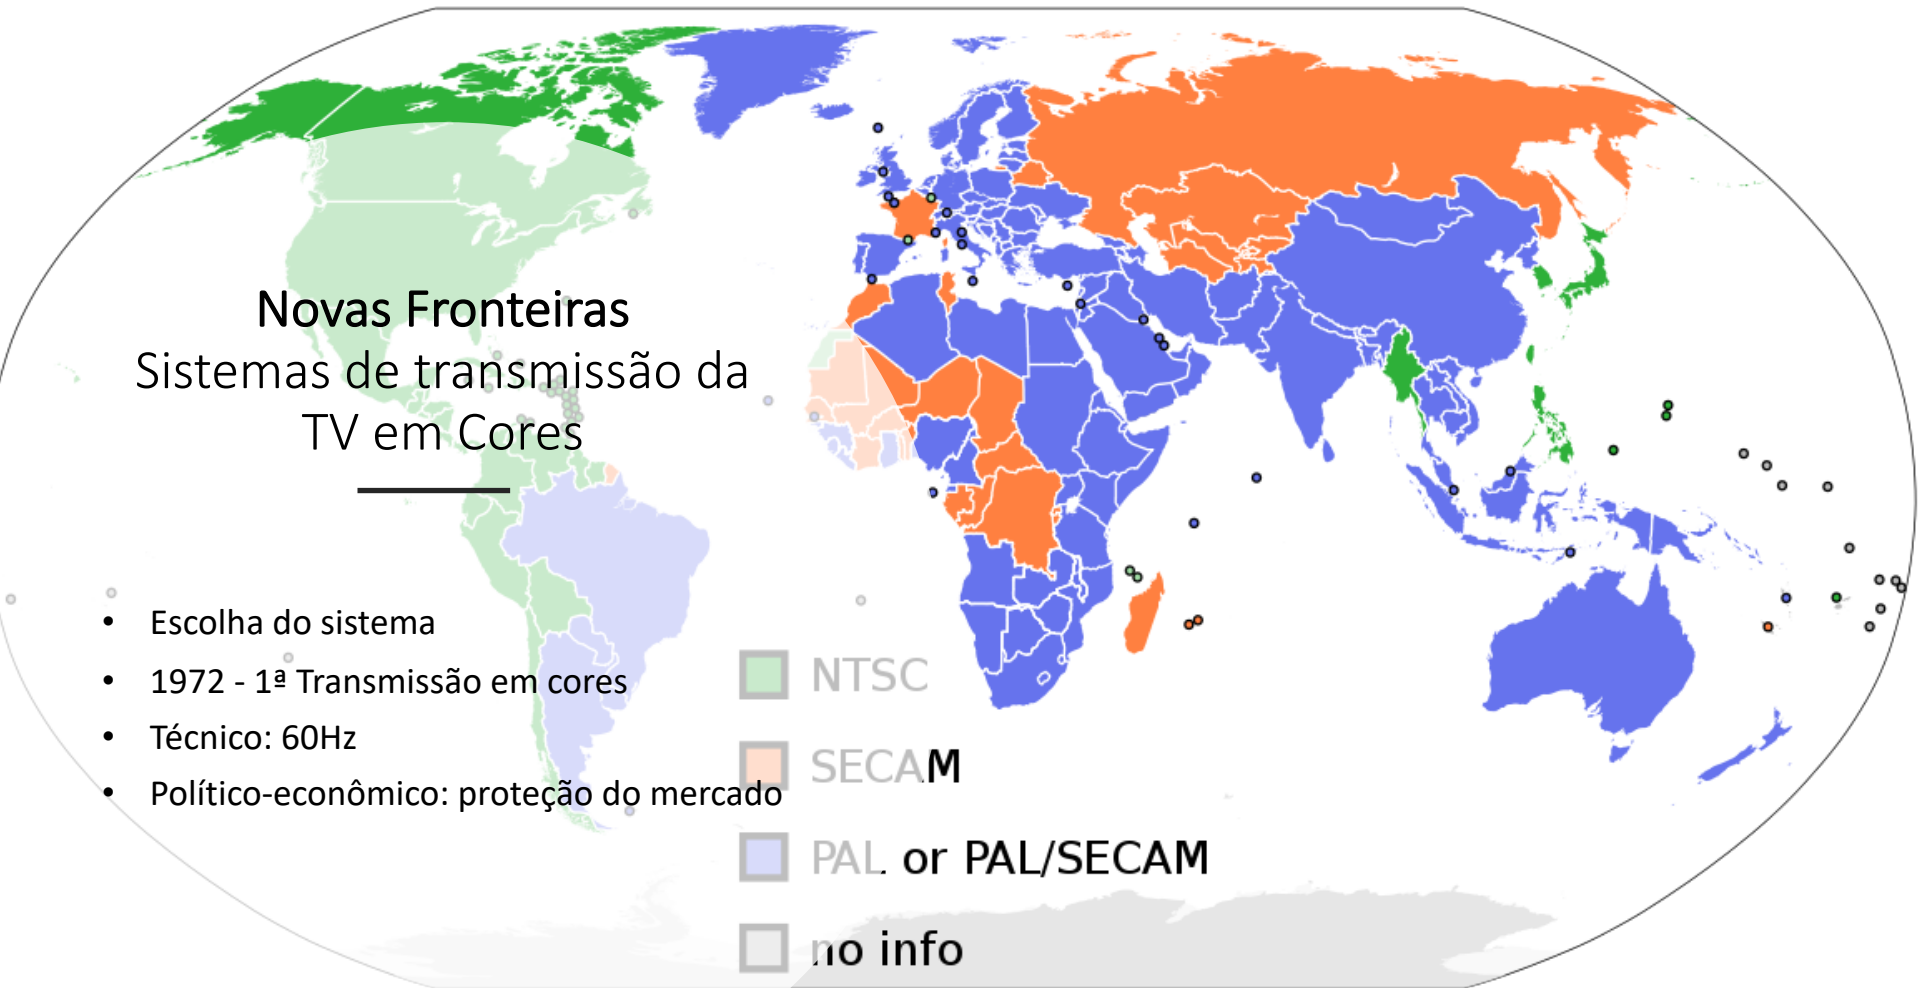 Novas Fronteiras
Sistemas de transmissão da
TV em Cores
• Escolha do sistema
• 1972 - 1ª Transmissão em cores
• Técnico: 60Hz
• Político-econômico: proteção do mercado
NTSC
SECAM
PAL or PAL/SECAM
no info